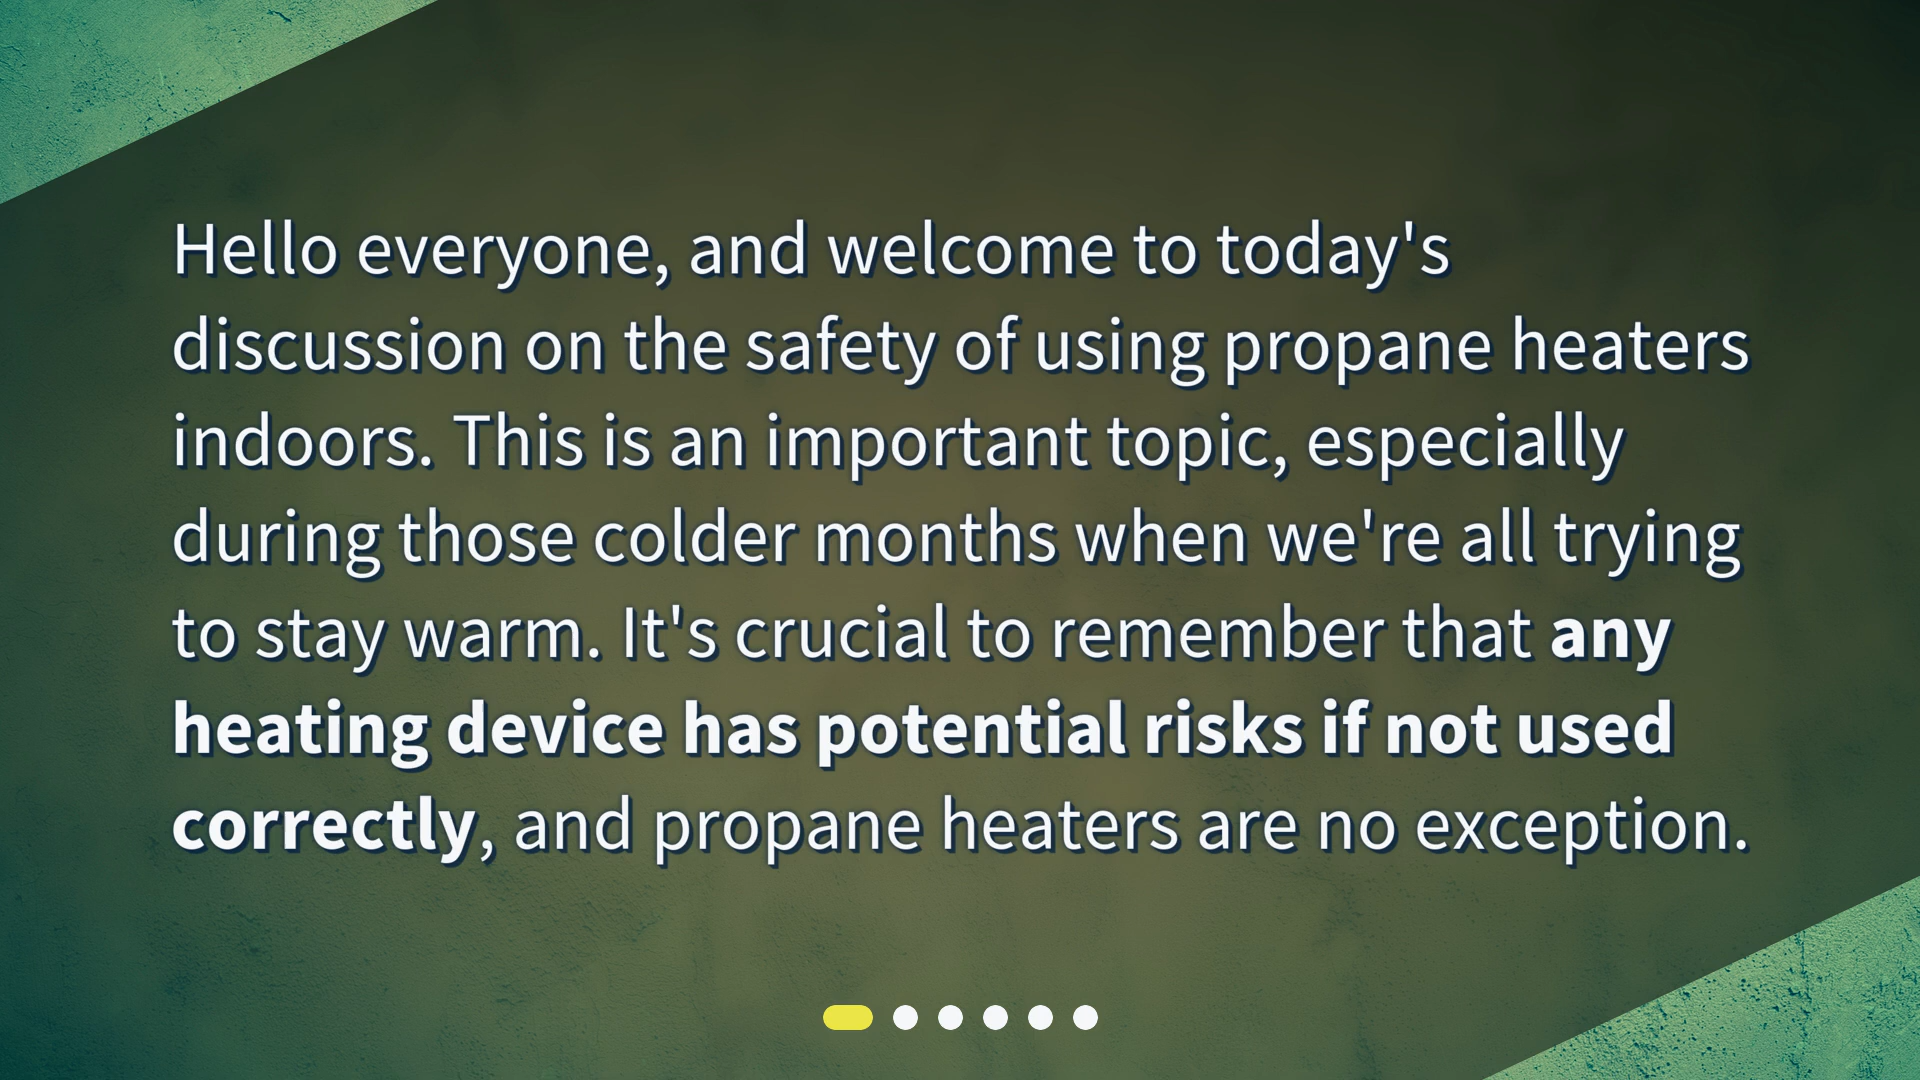 Hello everyone, and welcome to today's
discussion on the safety of using propane heaters
indoors. This is an important topic, especially
during those colder months when we're all trying
to stay warm. It's crucial to remember that any
heating device has potential risks if not used
correctly, and propane heaters are no exception.